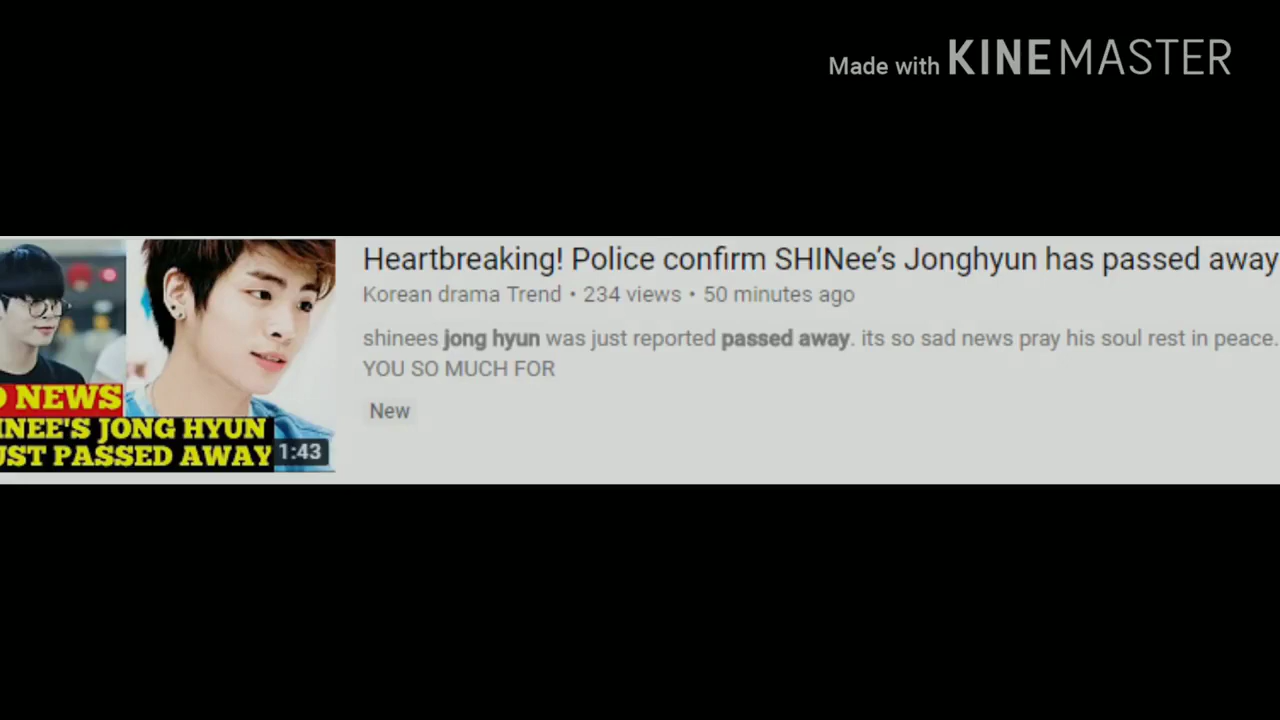 Made with KINEMASTER
Heartbreaking! Police confirm SHINee's Jonghyun has passed away
Korean drama Trend • 234 views • 50 minutes ago
shinees jong hyun was just reported passed away. its so sad news pray his soul rest in peace.
YOU SO MUCH FOR
New
NEWS
JONG HYUN
PASSED AWAY
1:43